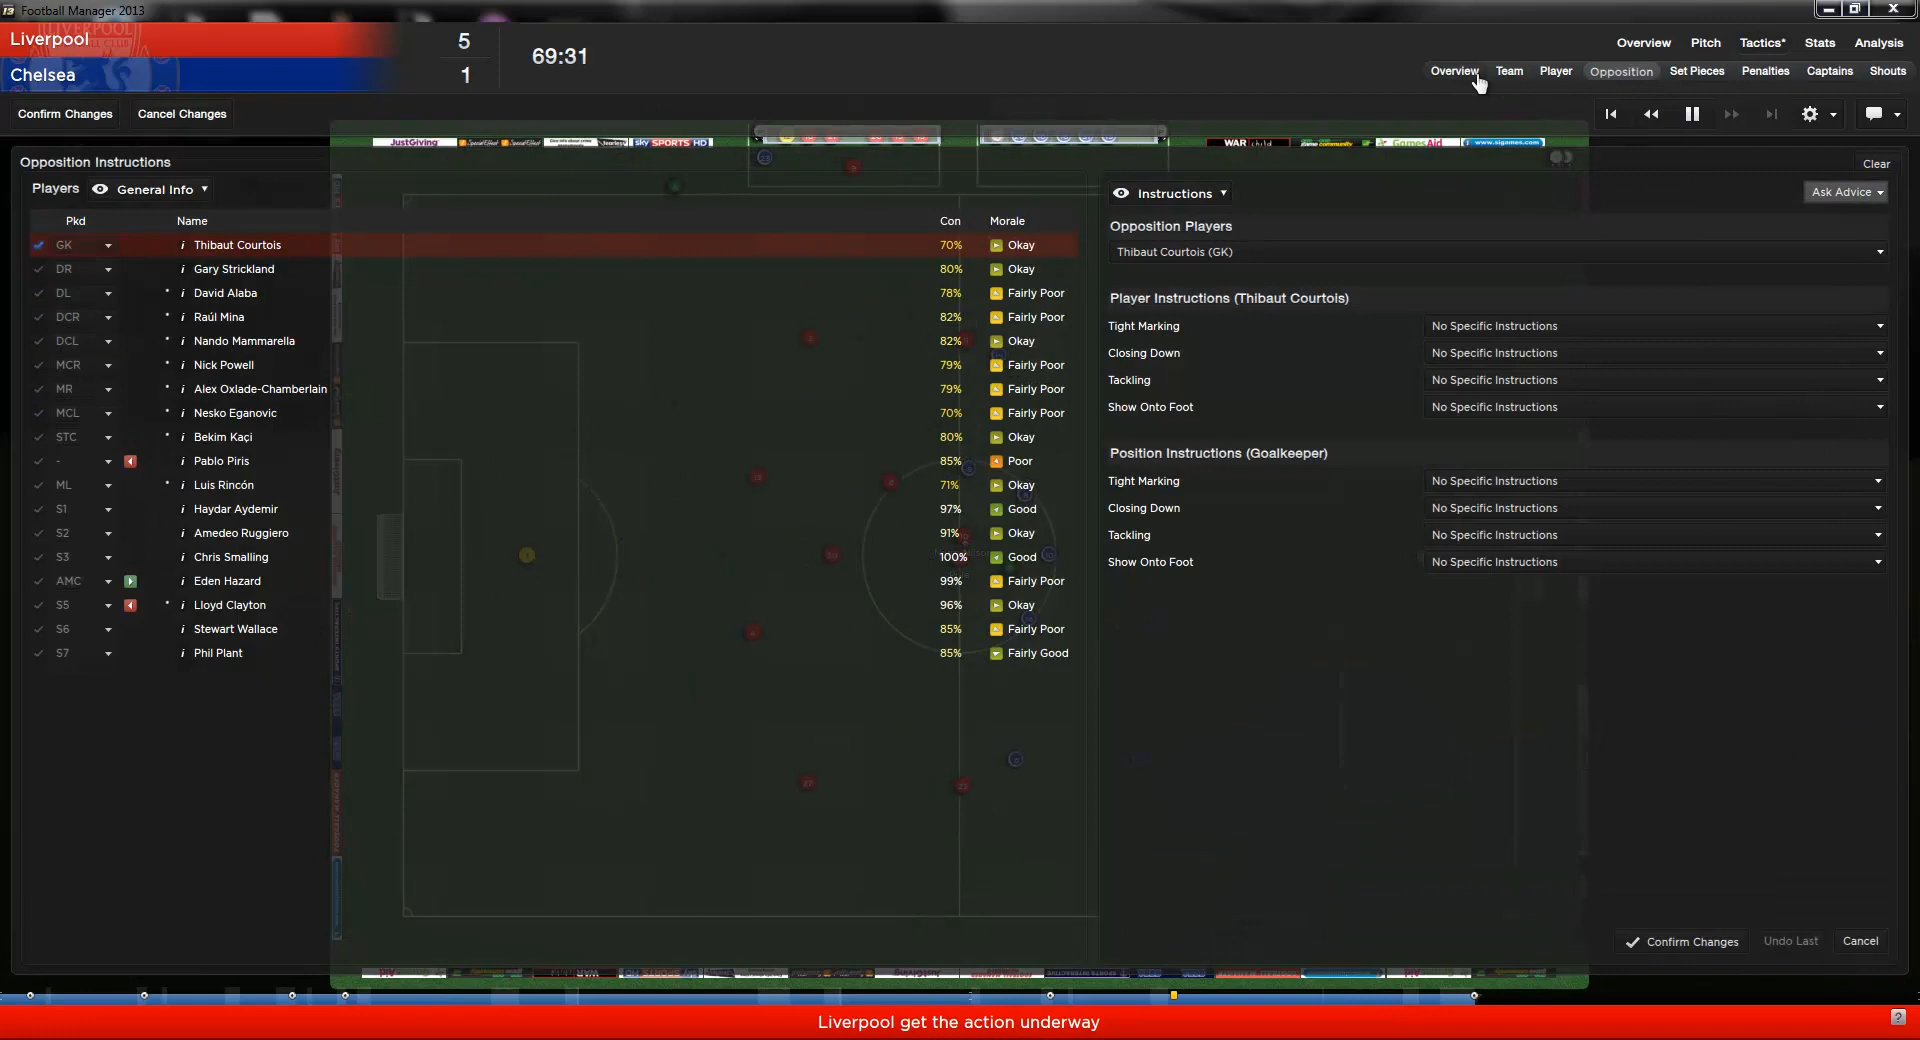 Football Manager 2013
Liverpool 5
Chelsea 1
69:31
Overview Pitch Tactics* Stats Analysis
Overview Team Player Opposition Set Pieces Penalties Captains Shouts
Confirm Changes Cancel Changes
JustGiving sky SPORTS HD WAR child GamesAid www.sigames.com
Opposition Instructions
Clear
Players General Info
Instructions
Ask Advice
Pkd Name Con Morale
GK i Thibaut Courtois 70% Okay
DR i Gary Strickland 80% Okay
DL * i David Alaba 78% Fairly Poor
DCR * i Raúl Mina 82% Fairly Poor
DCL * i Nando Mammarella 82% Okay
MCR * i Nick Powell 79% Fairly Poor
MR * i Alex Oxlade-Chamberlain 79% Fairly Poor
MCL * i Nesko Eganovic 70% Fairly Poor
STC i Bekim Kaçi 80% Okay
- i Pablo Piris 85% Poor
ML * i Luis Rincón 71% Okay
S1 i Haydar Aydemir 97% Good
S2 i Amedeo Ruggiero 91% Okay
S3 i Chris Smalling 100% Good
AMC i Eden Hazard 99% Fairly Poor
S5 * i Lloyd Clayton 96% Okay
S6 i Stewart Wallace 85% Fairly Poor
S7 i Phil Plant 85% Fairly Good
Opposition Players
Thibaut Courtois (GK)
Player Instructions (Thibaut Courtois)
Tight Marking No Specific Instructions
Closing Down No Specific Instructions
Tackling No Specific Instructions
Show Onto Foot No Specific Instructions
Position Instructions (Goalkeeper)
Tight Marking No Specific Instructions
Closing Down No Specific Instructions
Tackling No Specific Instructions
Show Onto Foot No Specific Instructions
Confirm Changes Undo Last Cancel
Liverpool get the action underway
?